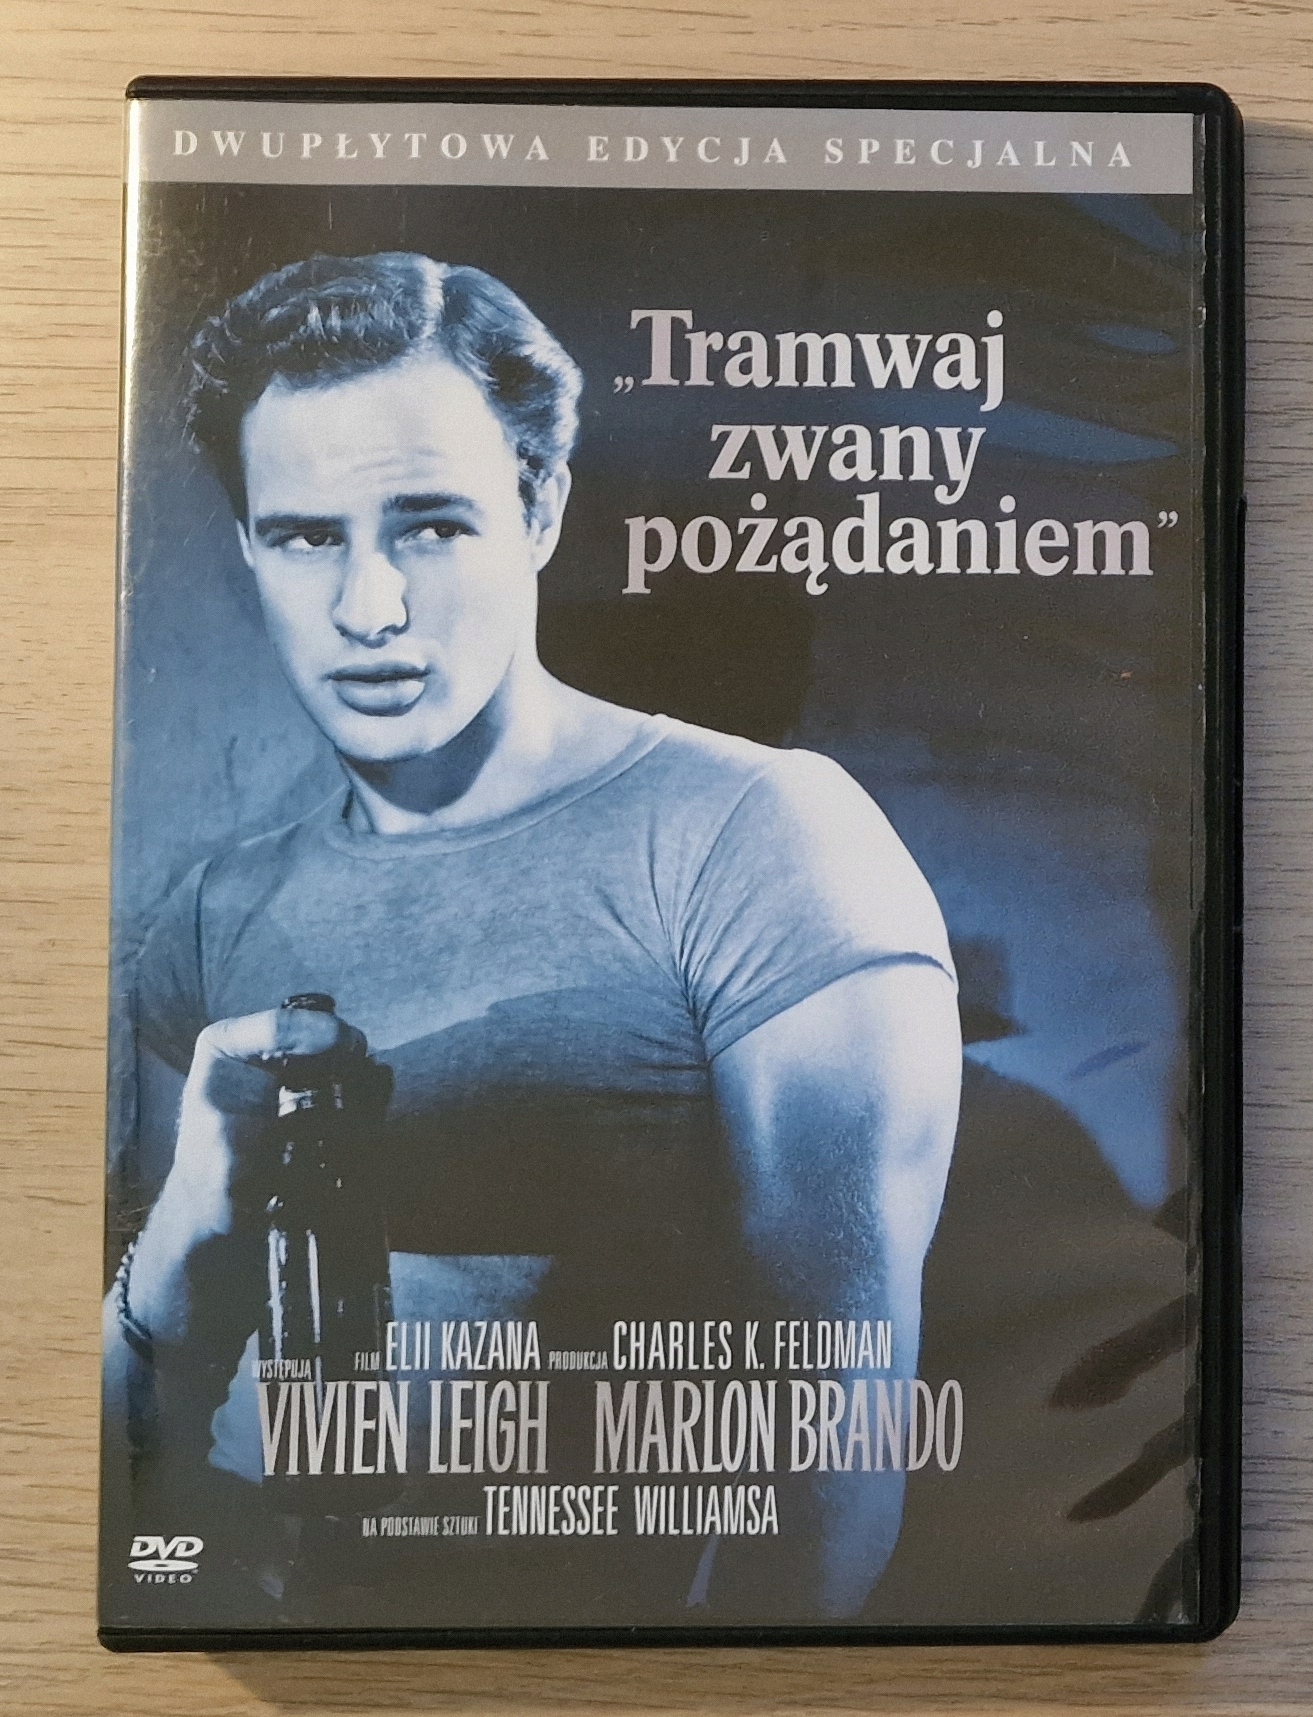 DWUPŁYTOWA EDYCJA SPECJALNA
„Tramwaj
zwany
pożądaniem”
FILM ELII KAZANA PRODUKCJA CHARLES K. FELDMAN
WYSTĘPUJĄ
VIVIEN LEIGH MARLON BRANDO
NA PODSTAWIE SZTUKI TENNESSEE WILLIAMSA
DVD
VIDEO